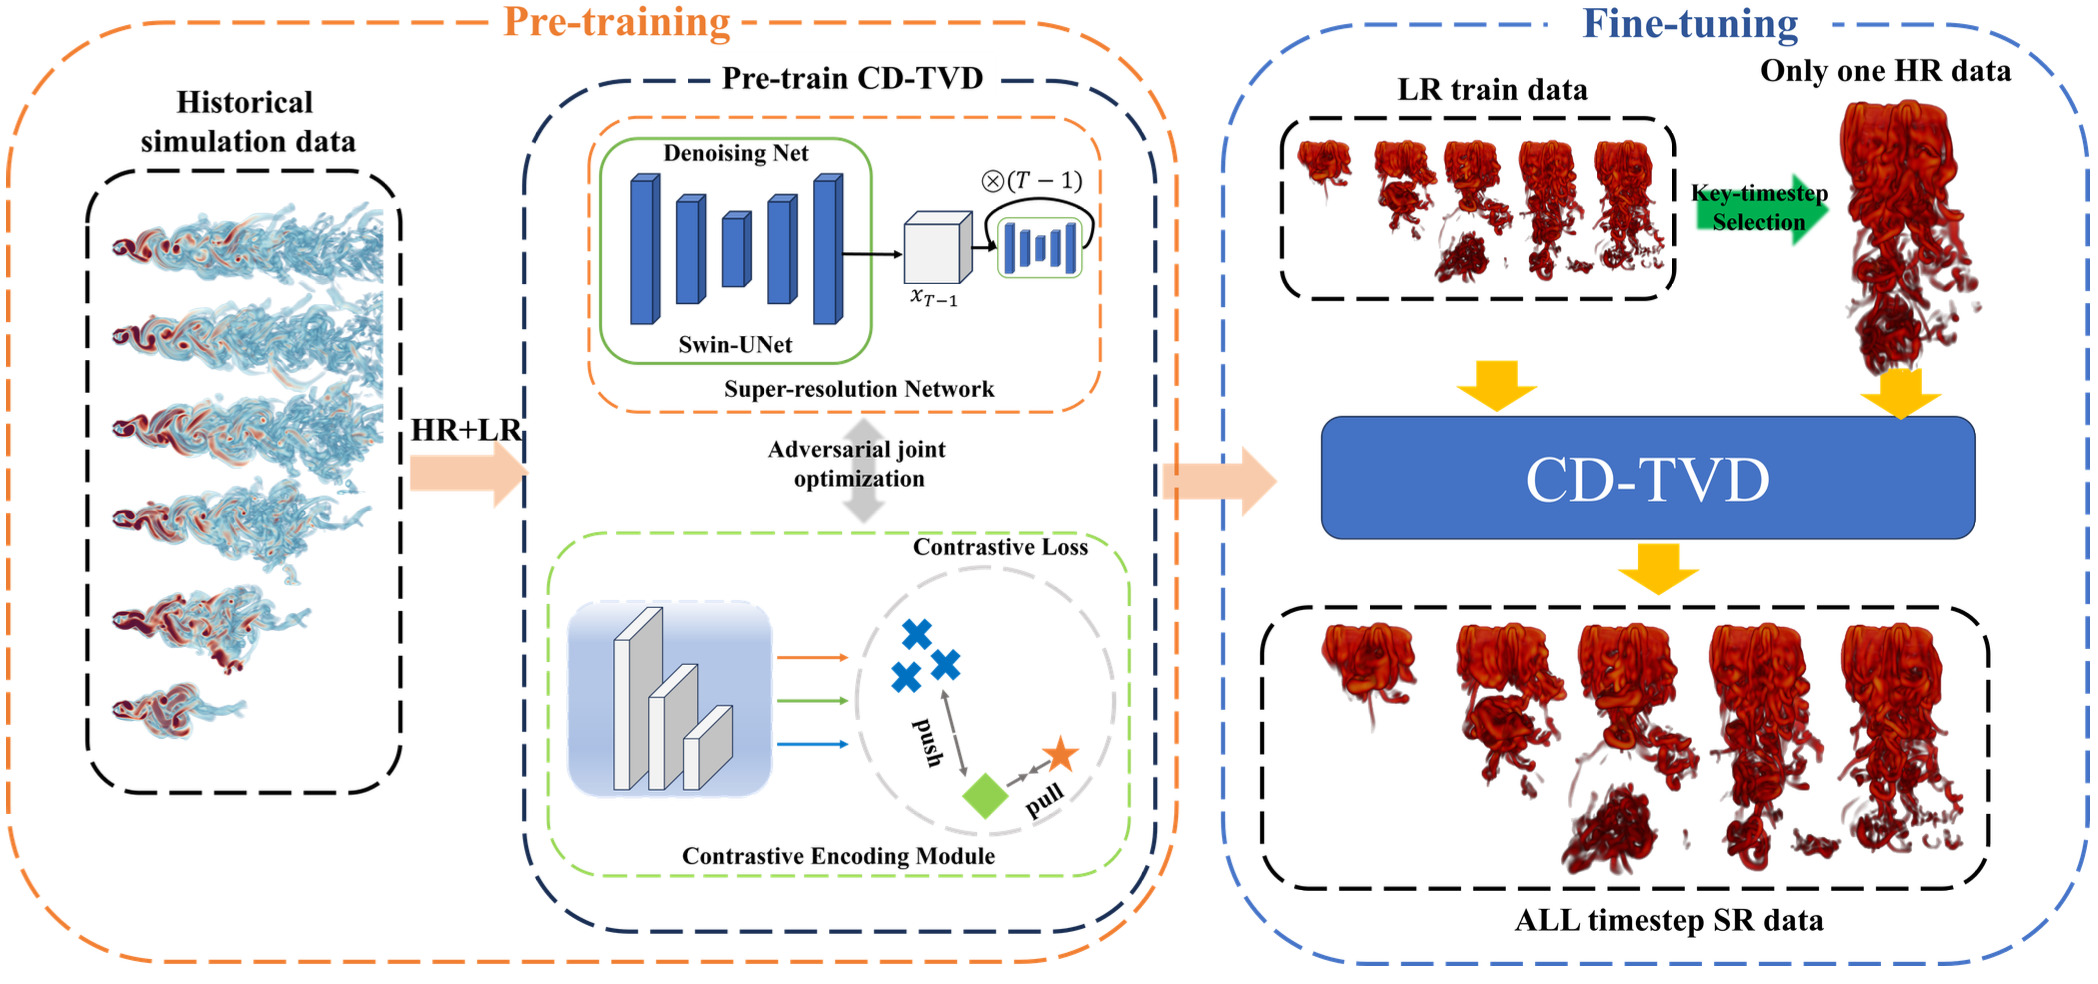 Pre-training
Historical
simulation data
HR+LR
Pre-train CD-TVD
Denoising Net
Swin-UNet
x_{T-1}
⊗(T − 1)
Super-resolution Network
Adversarial joint
optimization
Contrastive Loss
push
pull
Contrastive Encoding Module
Fine-tuning
LR train data
Only one HR data
Key-timestep
Selection
CD-TVD
ALL timestep SR data